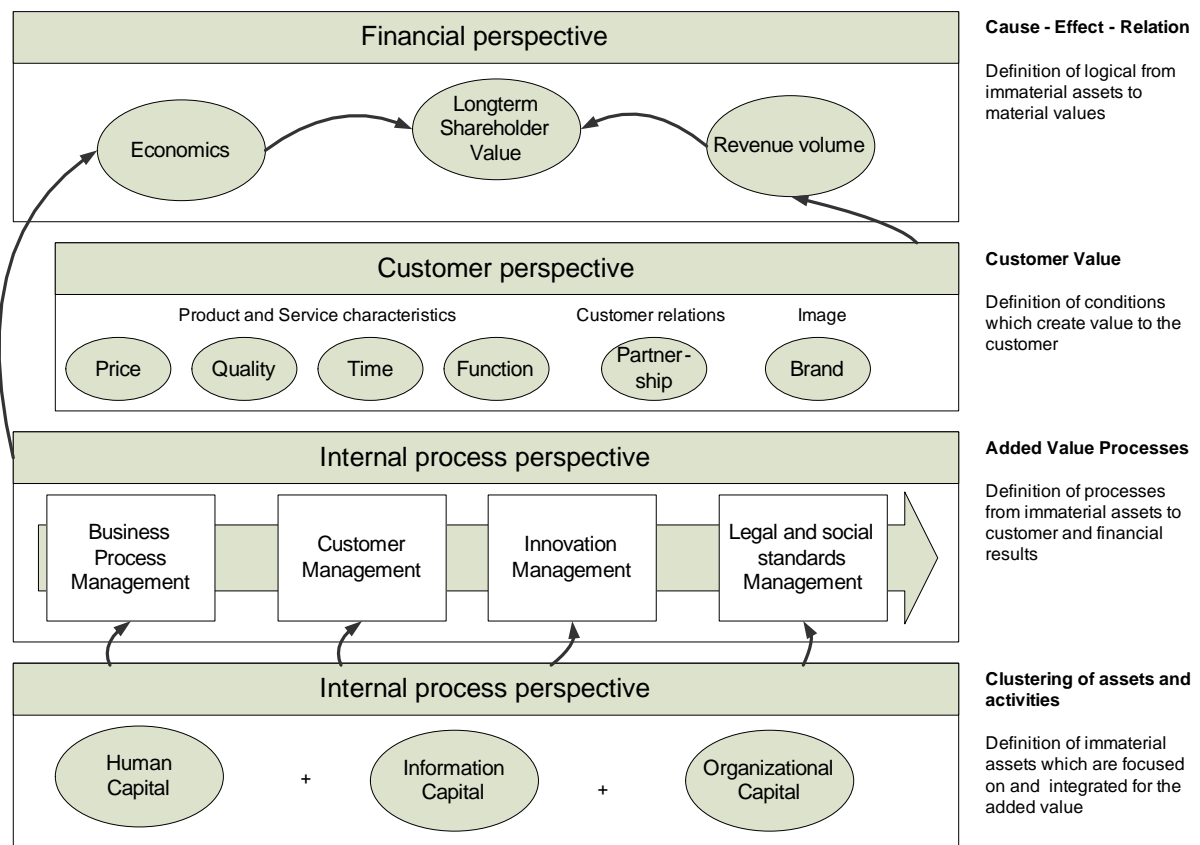 Financial perspective
Economics
Longterm
Shareholder
Value
Revenue volume
Cause - Effect - Relation
Definition of logical from
immaterial assets to
material values
Customer perspective
Product and Service characteristics
Customer relations
Image
Price
Quality
Time
Function
Partner-
ship
Brand
Customer Value
Definition of conditions
which create value to the
customer
Internal process perspective
Business
Process
Management
Customer
Management
Innovation
Management
Legal and social
standards
Management
Added Value Processes
Definition of processes
from immaterial assets to
customer and financial
results
Internal process perspective
Human
Capital
+
Information
Capital
+
Organizational
Capital
Clustering of assets and
activities
Definition of immaterial
assets which are focused
on and  integrated for the
added value